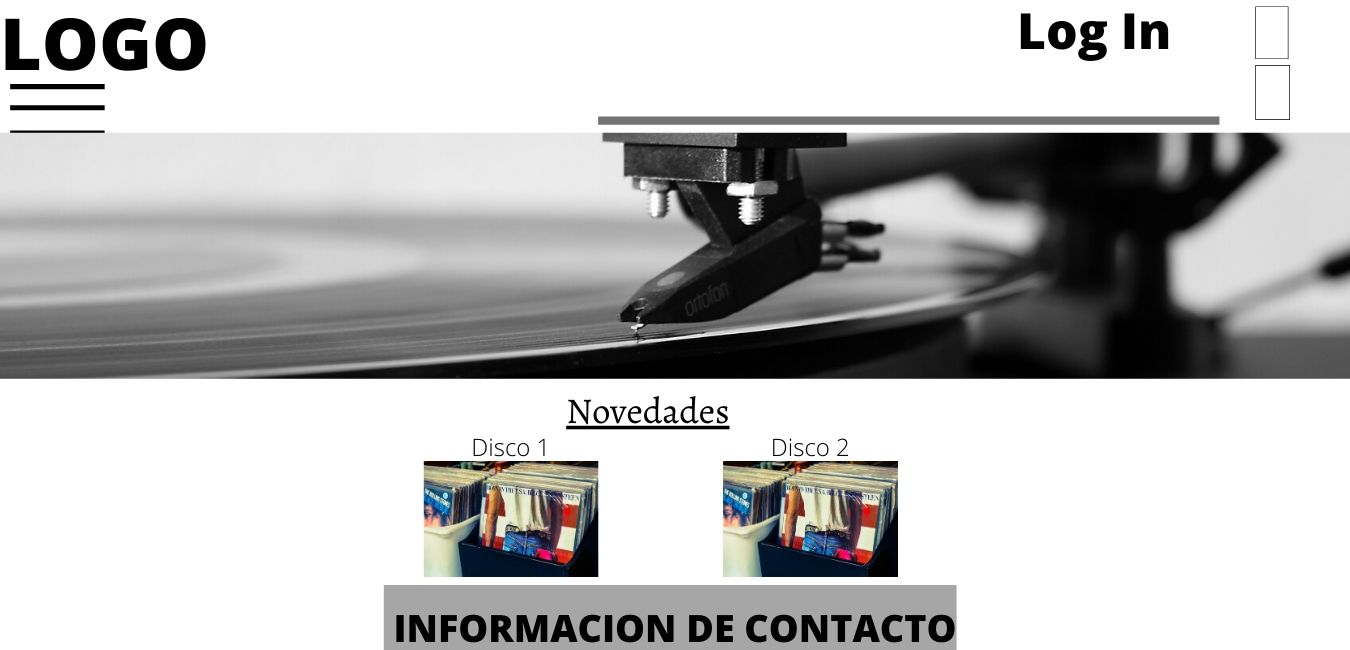 LOGO
Log In
ortofon
Novedades
Disco 1
Disco 2
INFORMACION DE CONTACTO